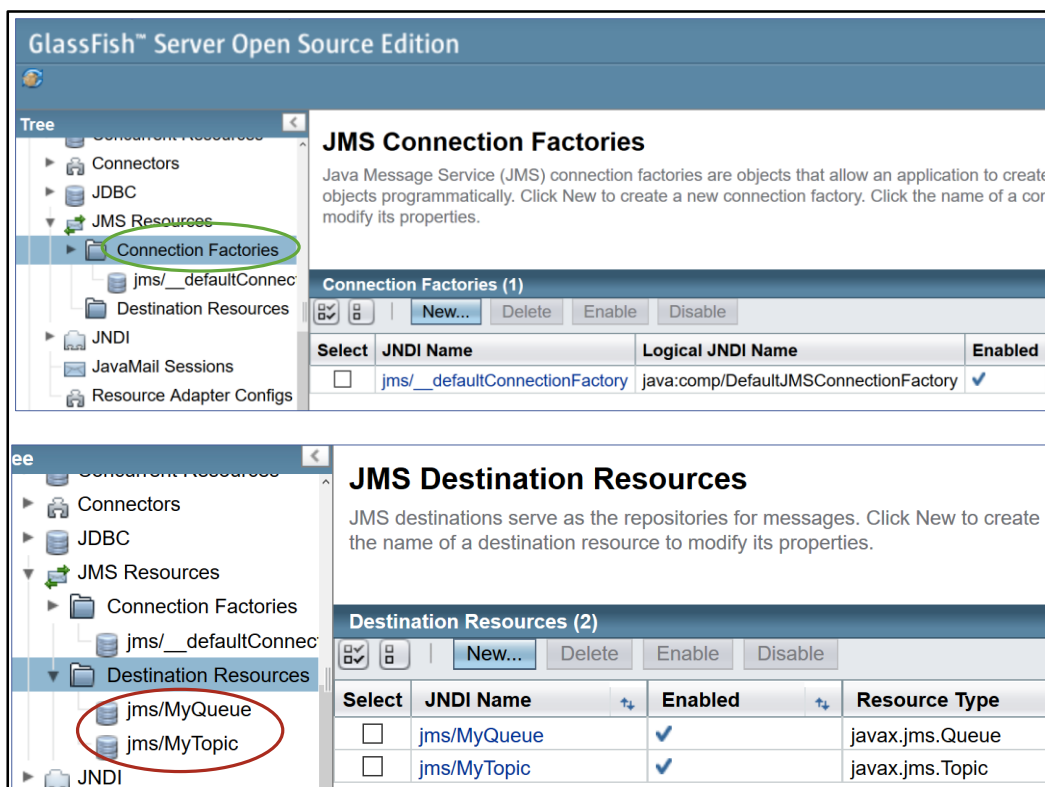 GlassFish™ Server Open Source Edition
Tree
Connectors
JDBC
JMS Resources
Connection Factories
jms/__defaultConnec
Destination Resources
JNDI
JavaMail Sessions
Resource Adapter Configs
JMS Connection Factories
Java Message Service (JMS) connection factories are objects that allow an application to create
objects programmatically. Click New to create a new connection factory. Click the name of a con
modify its properties.
Connection Factories (1)
New... Delete Enable Disable
Select JNDI Name Logical JNDI Name Enabled
jms/__defaultConnectionFactory java:comp/DefaultJMSConnectionFactory
ee
Connectors
JDBC
JMS Resources
Connection Factories
jms/__defaultConnec
Destination Resources
jms/MyQueue
jms/MyTopic
JNDI
JMS Destination Resources
JMS destinations serve as the repositories for messages. Click New to create
the name of a destination resource to modify its properties.
Destination Resources (2)
New... Delete Enable Disable
Select JNDI Name Enabled Resource Type
jms/MyQueue javax.jms.Queue
jms/MyTopic javax.jms.Topic